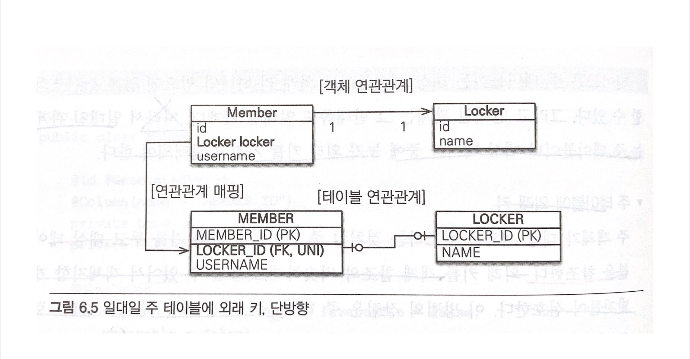 [객체 연관관계]
Member
id
Locker locker
username
1
1
Locker
id
name
[연관관계 매핑]
[테이블 연관관계]
MEMBER
MEMBER_ID (PK)
LOCKER_ID (FK, UNI)
USERNAME
LOCKER
LOCKER_ID (PK)
NAME
그림 6.5 일대일 주 테이블에 외래 키, 단방향